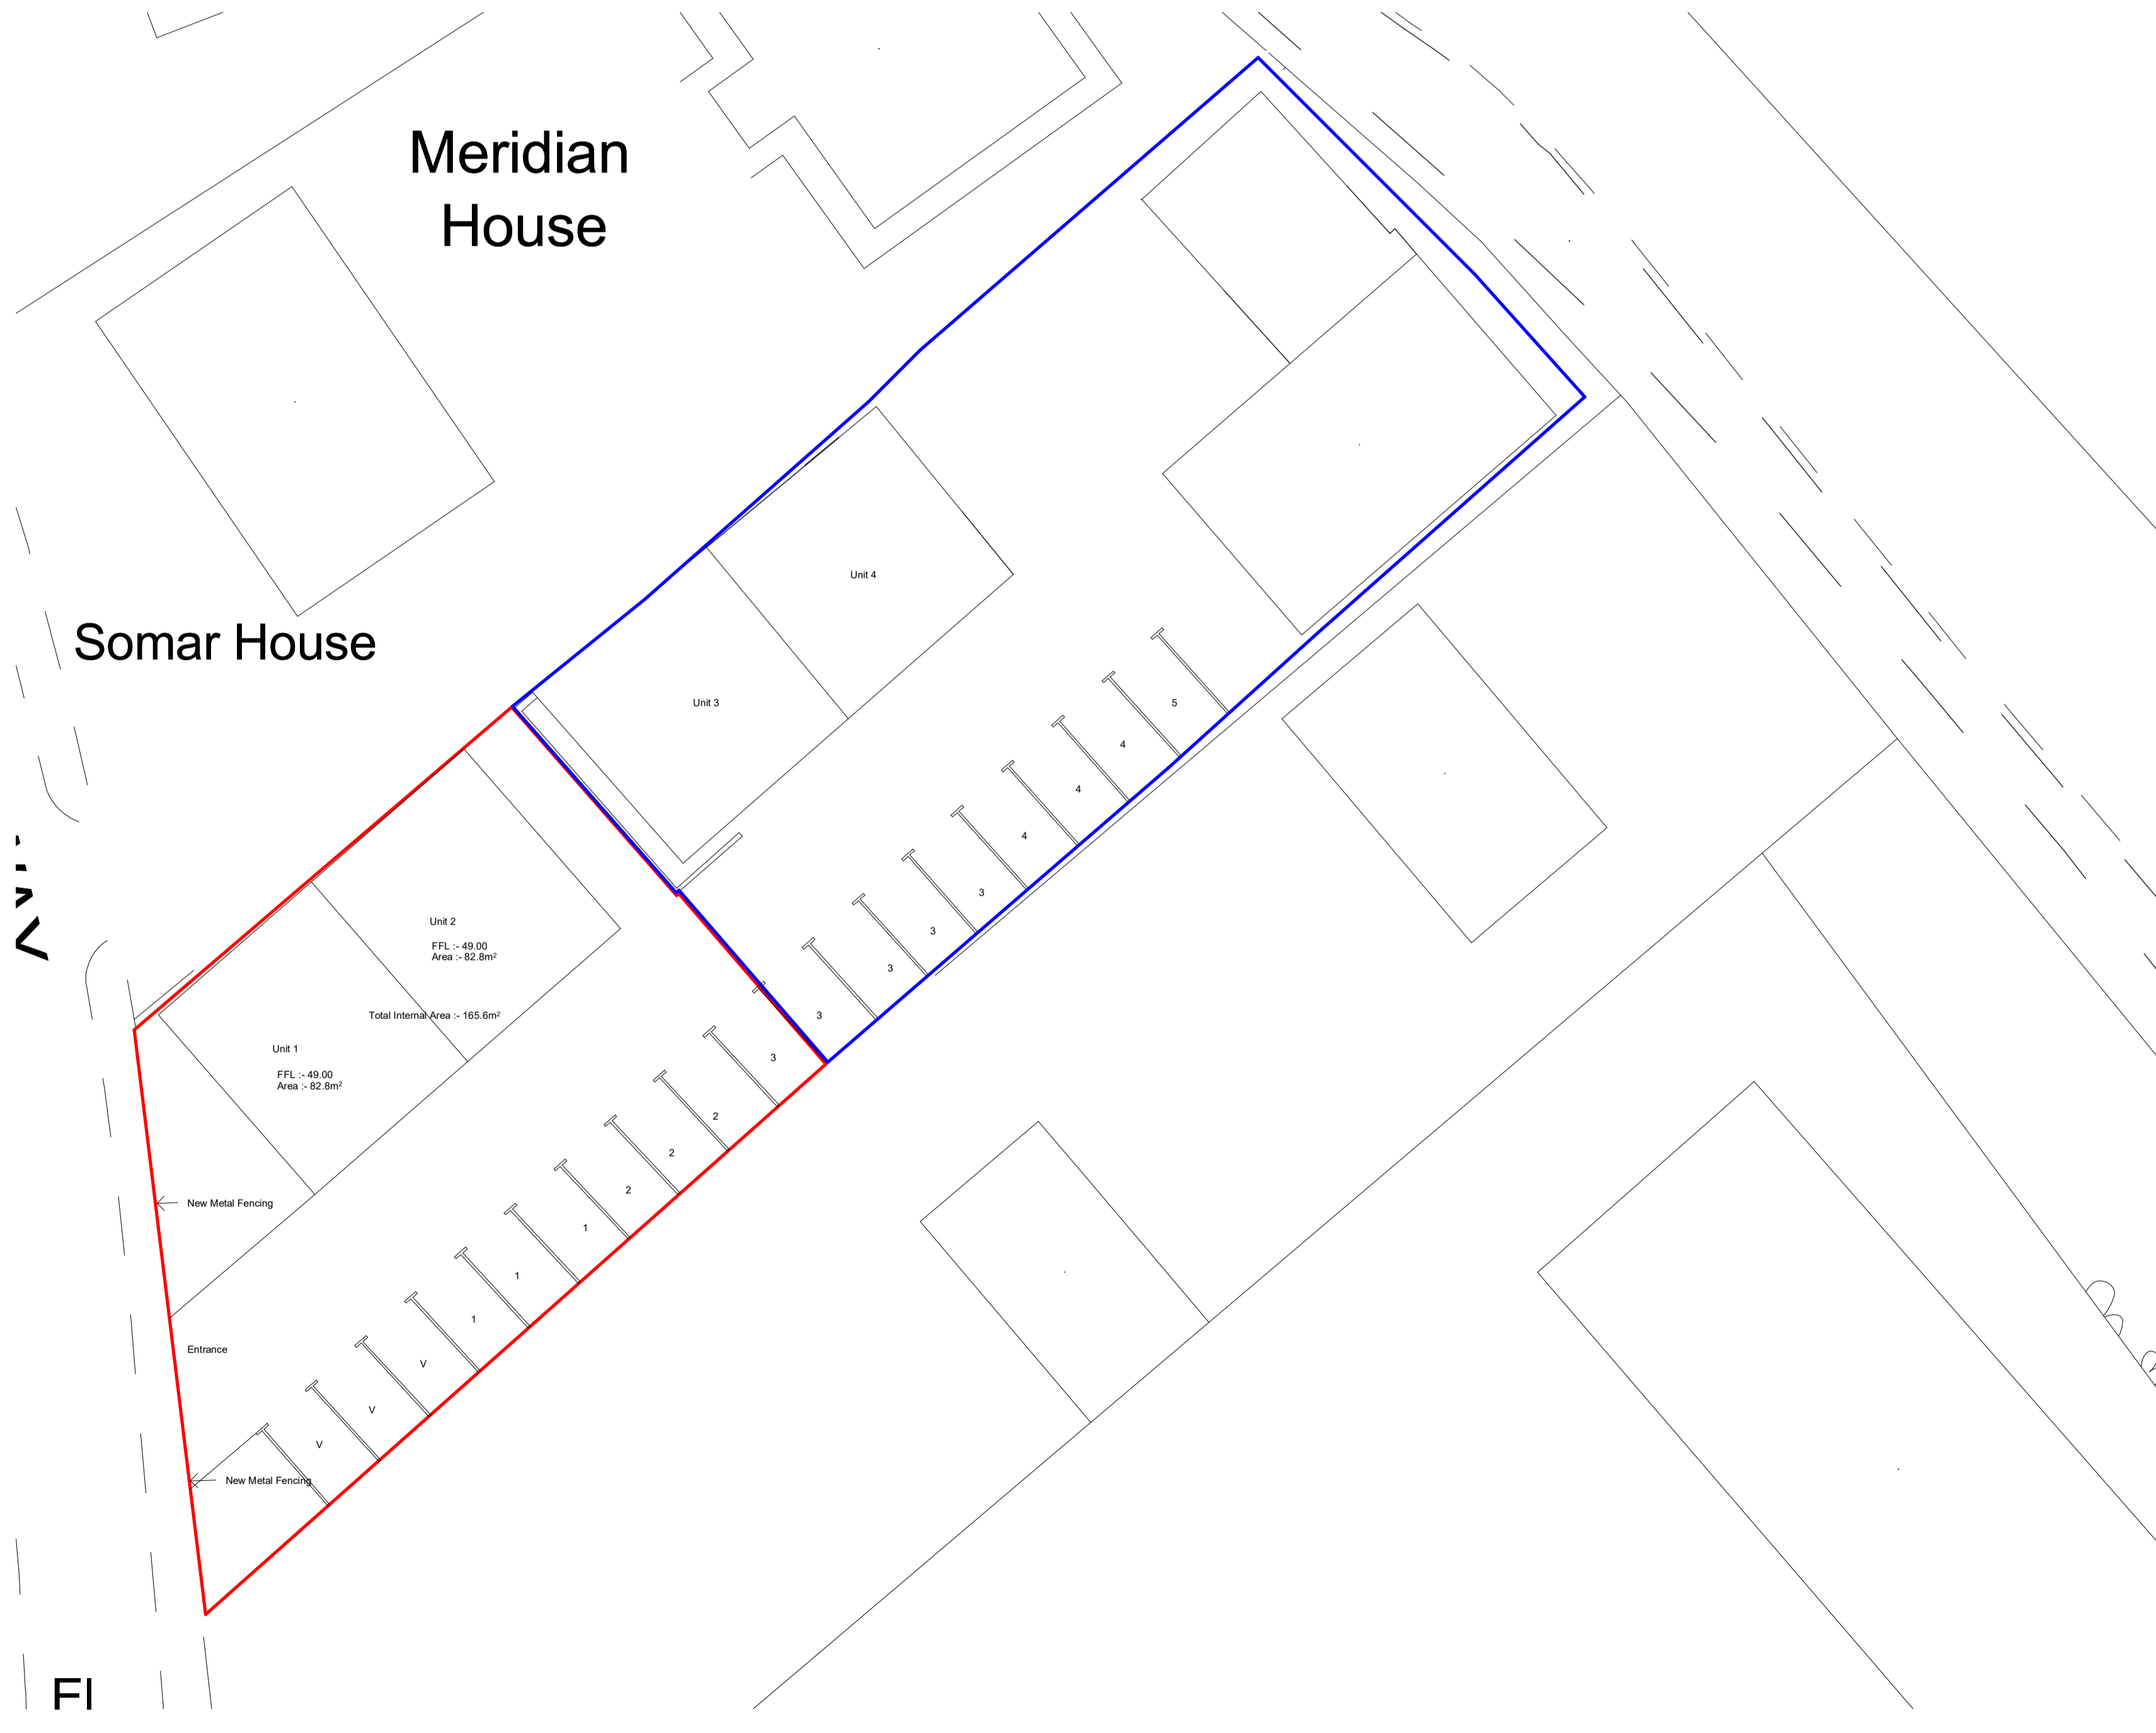 Meridian
House
Somar House
Unit 4
Unit 3
5
4
4
4
3
3
3
3
3
Unit 2
FFL :- 49.00
Area :- 82.8m²
Total Internal Area :- 165.6m²
Unit 1
FFL :- 49.00
Area :- 82.8m²
2
2
2
1
1
1
V
V
V
New Metal Fencing
Entrance
New Metal Fencing